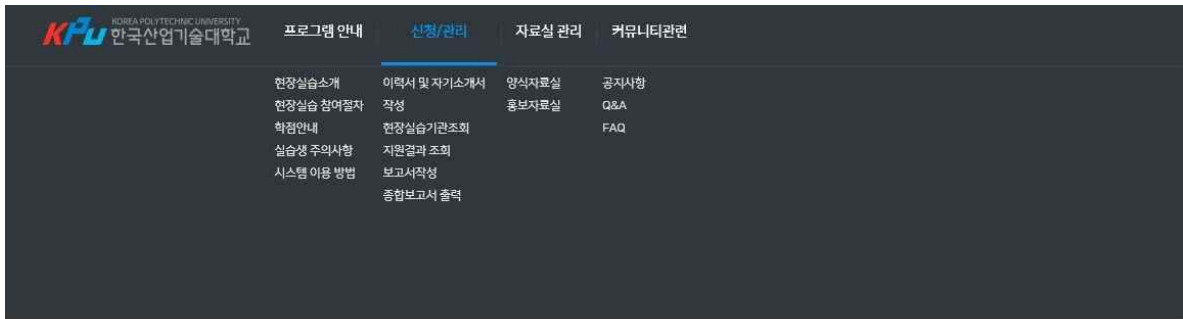 KPU
KOREA POLYTECHNIC UNIVERSITY
한국산업기술대학교
프로그램 안내
신청/관리
자료실 관리
커뮤니티관련
현장실습소개
현장실습 참여절차
학점안내
실습생 주의사항
시스템 이용 방법
이력서 및 자기소개서
작성
현장실습기관조회
지원결과 조회
보고서작성
종합보고서 출력
양식자료실
홍보자료실
공지사항
Q&A
FAQ